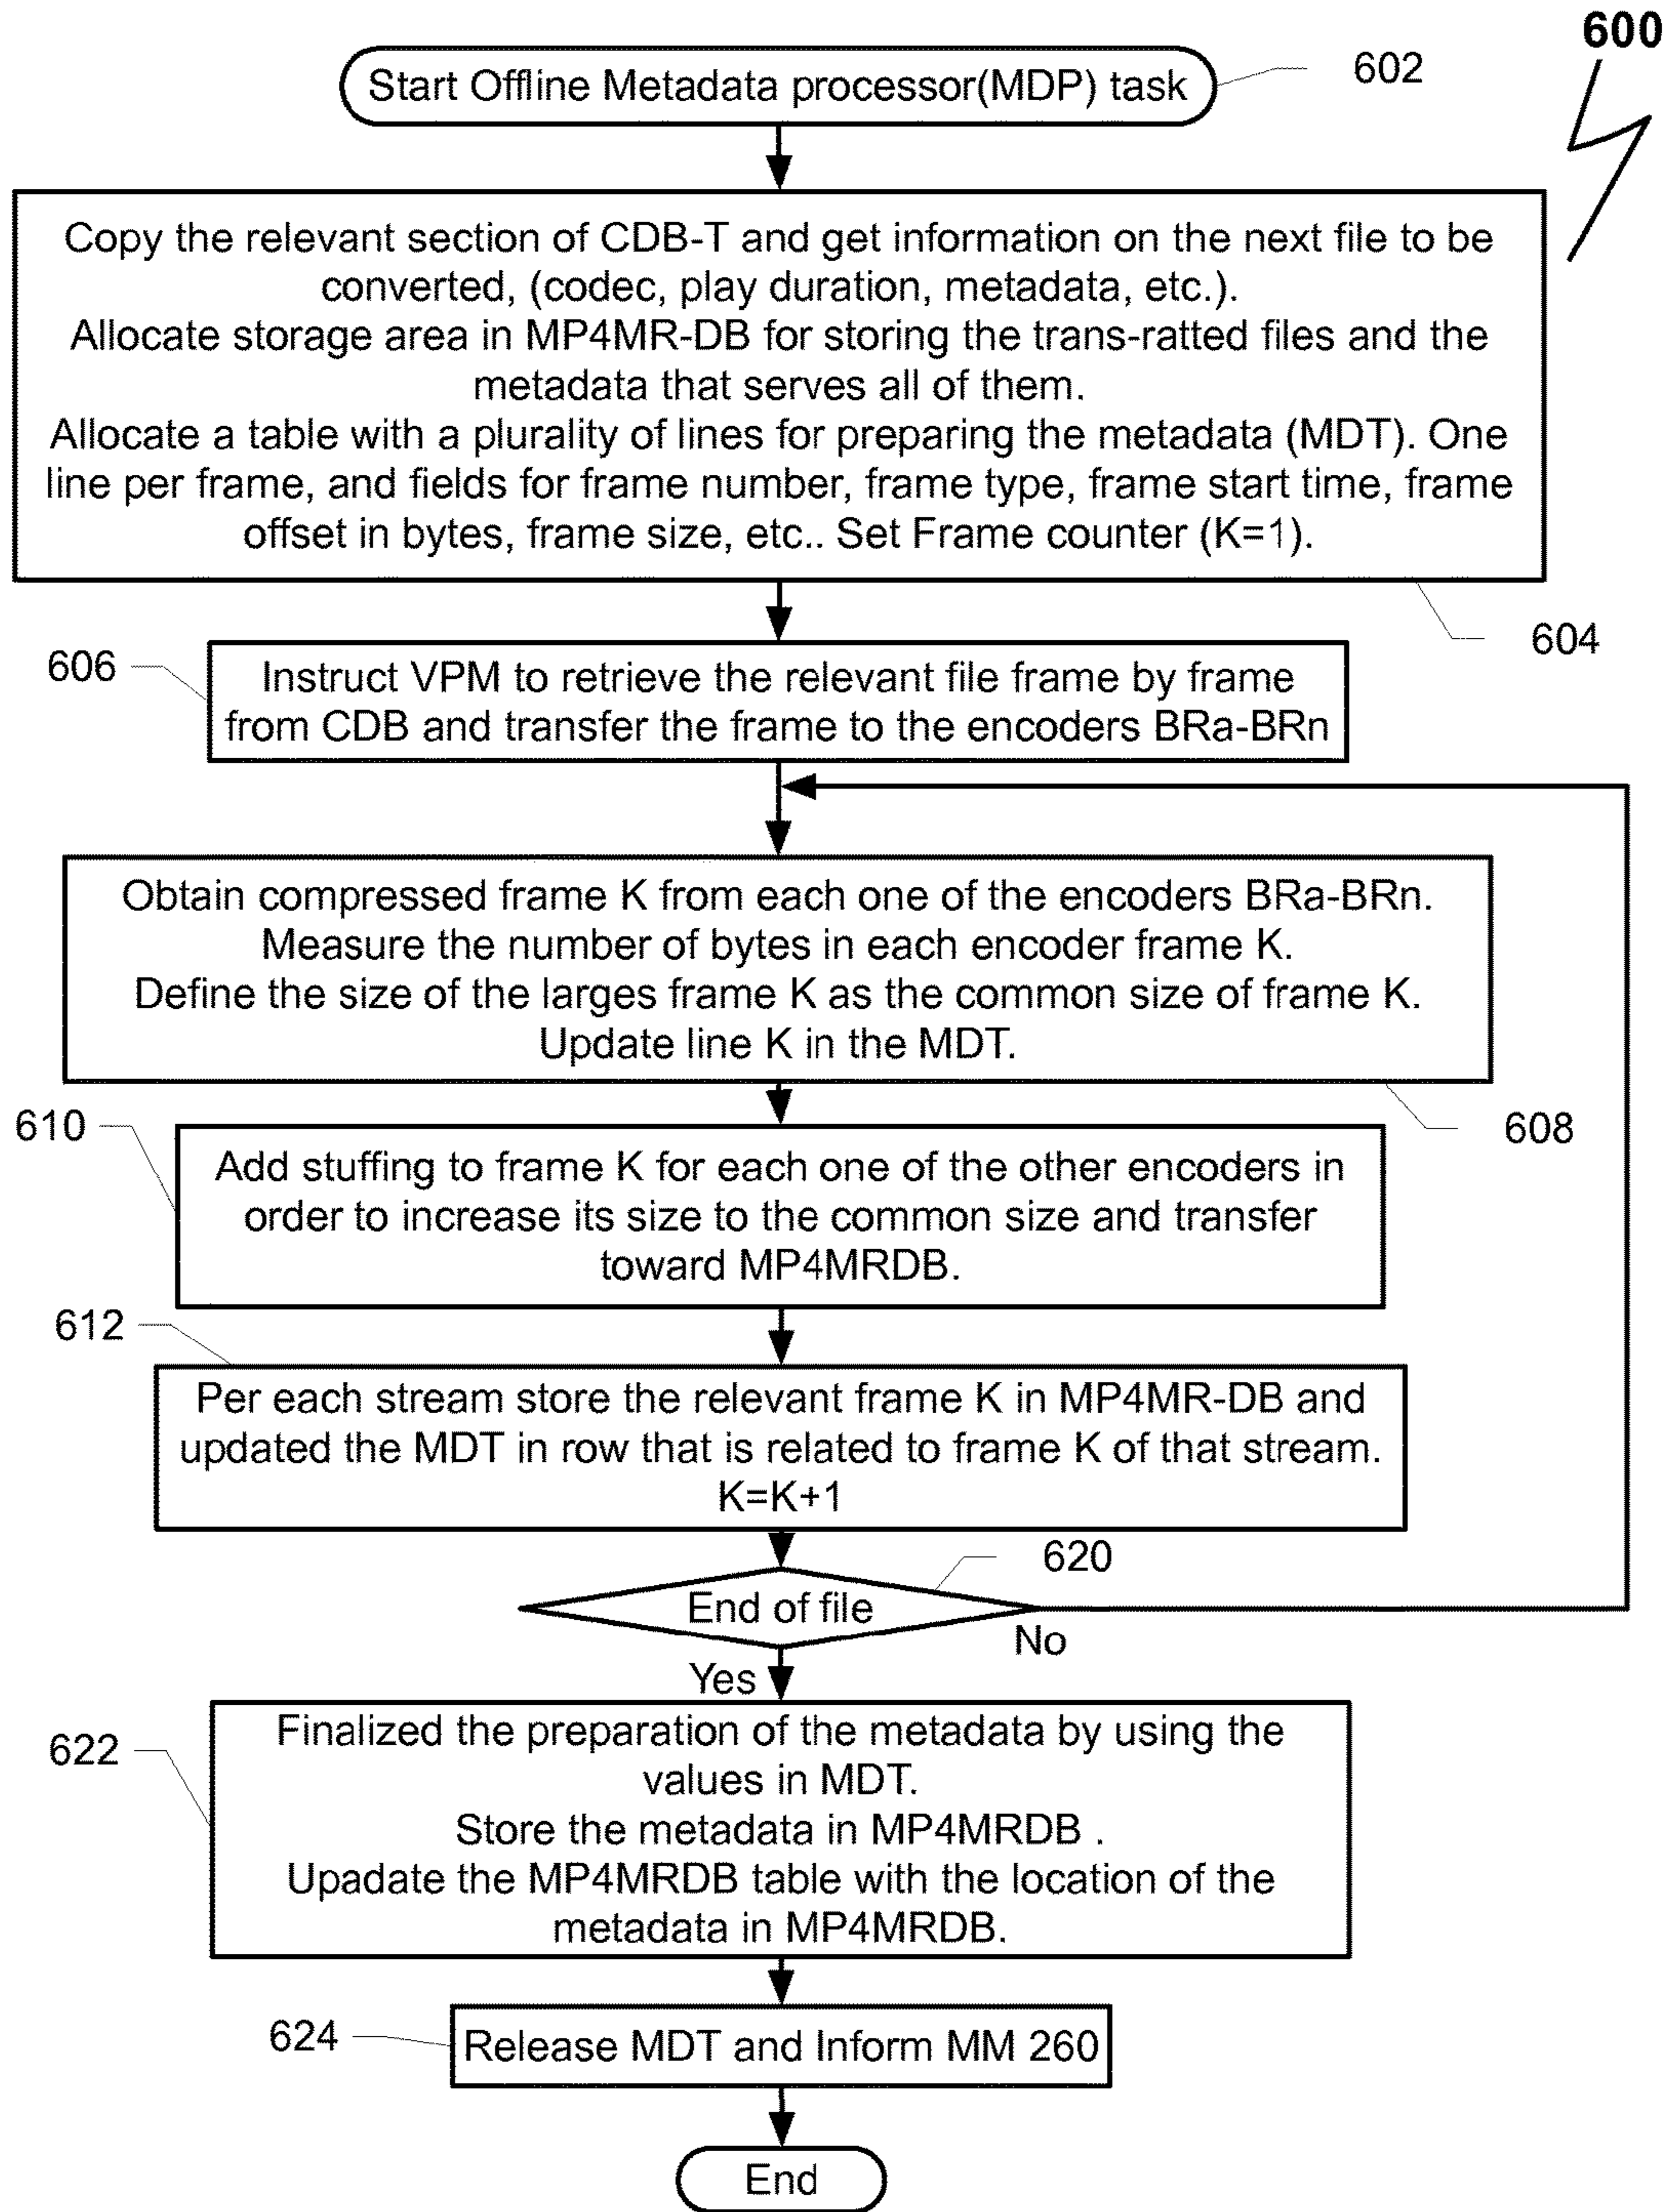 600
Start Offline Metadata processor(MDP) task
602
Copy the relevant section of CDB-T and get information on the next file to be
converted, (codec, play duration, metadata, etc.).
Allocate storage area in MP4MR-DB for storing the trans-ratted files and the
metadata that serves all of them.
Allocate a table with a plurality of lines for preparing the metadata (MDT). One
line per frame, and fields for frame number, frame type, frame start time, frame
offset in bytes, frame size, etc.. Set Frame counter (K=1).
604
606
Instruct VPM to retrieve the relevant file frame by frame
from CDB and transfer the frame to the encoders BRa-BRn
Obtain compressed frame K from each one of the encoders BRa-BRn.
Measure the number of bytes in each encoder frame K.
Define the size of the larges frame K as the common size of frame K.
Update line K in the MDT.
608
610
Add stuffing to frame K for each one of the other encoders in
order to increase its size to the common size and transfer
toward MP4MRDB.
612
Per each stream store the relevant frame K in MP4MR-DB and
updated the MDT in row that is related to frame K of that stream.
K=K+1
620
End of file
No
Yes
622
Finalized the preparation of the metadata by using the
values in MDT.
Store the metadata in MP4MRDB .
Upadate the MP4MRDB table with the location of the
metadata in MP4MRDB.
624
Release MDT and Inform MM 260
End